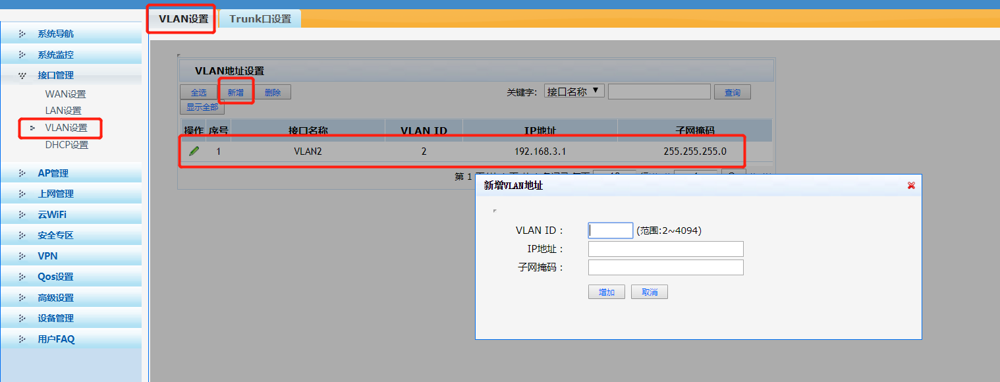 VLAN设置 Trunk口设置
系统导航
系统监控
接口管理
WAN设置
LAN设置
VLAN设置
DHCP设置
AP管理
上网管理
云WiFi
安全专区
VPN
Qos设置
高级设置
设备管理
用户FAQ
VLAN地址设置
全选 新增 删除 关键字: 接口名称 查询
显示全部
操作 序号 接口名称 VLAN ID IP地址 子网掩码
1 VLAN2 2 192.168.3.1 255.255.255.0
第 1
新增VLAN地址
VLAN ID： (范围:2~4094)
IP地址：
子网掩码：
增加 取消